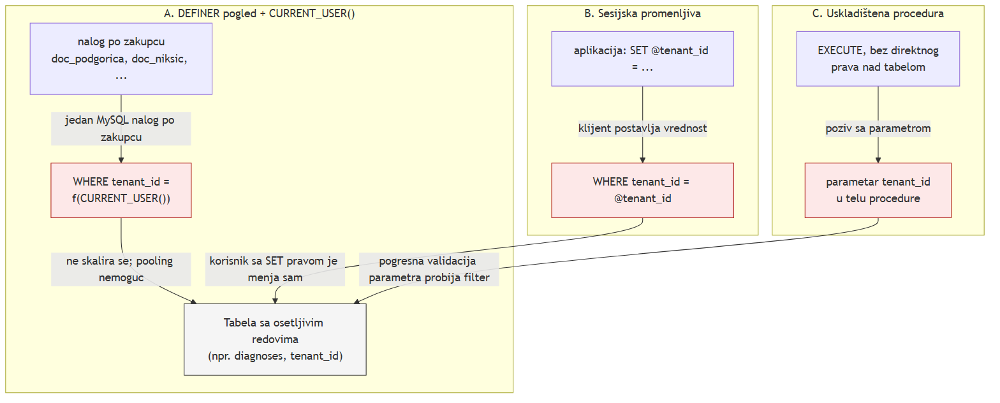 A. DEFINER pogled + CURRENT_USER()
nalog po zakupcu
doc_podgorica, doc_niksic,
...
jedan MySQL nalog po
zakupcu
WHERE tenant_id =
f(CURRENT_USER())
ne skalira se; pooling
nemoguc
B. Sesijska promenljiva
aplikacija: SET @tenant_id
= ...
klijent postavlja vrednost
WHERE tenant_id =
@tenant_id
korisnik sa SET pravom je
menja sam
C. Uskladištena procedura
EXECUTE, bez direktnog
prava nad tabelom
poziv sa parametrom
parametar tenant_id
u telu procedure
pogresna validacija
parametra probija filter
Tabela sa osetljivim
redovima
(npr. diagnoses, tenant_id)